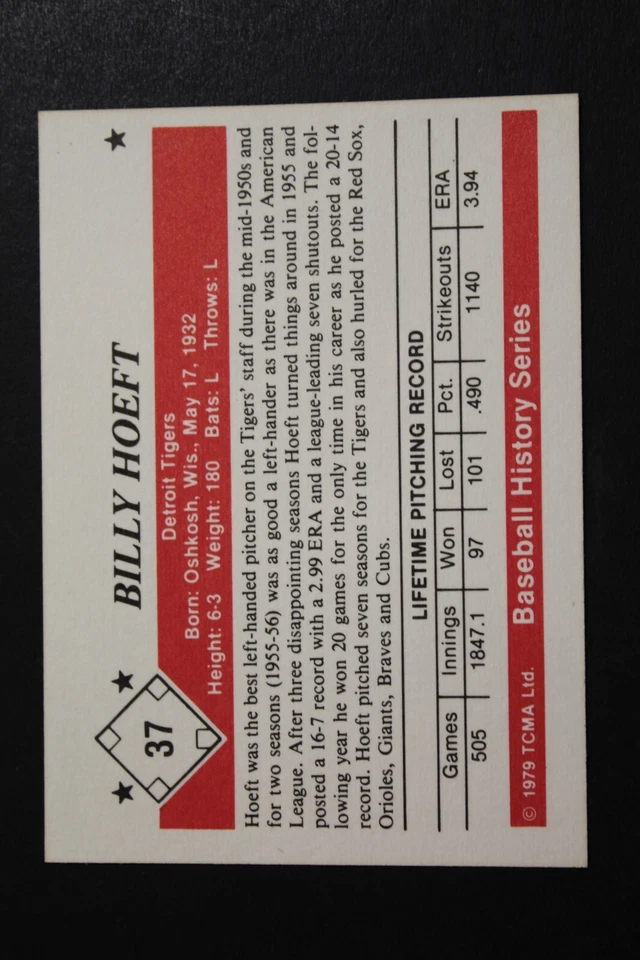 BILLY HOEFT
37
Detroit Tigers
Born: Oshkosh, Wis., May 17, 1932
Height: 6-3 Weight: 180 Bats: L Throws: L
Hoeft was the best left-handed pitcher on the Tigers' staff during the mid-1950s and
for two seasons (1955-56) was as good a left-hander as there was in the American
League. After three disappointing seasons Hoeft turned things around in 1955 and
posted a 16-7 record with a 2.99 ERA and a league-leading seven shutouts. The fol-
lowing year he won 20 games for the only time in his career as he posted a 20-14
record. Hoeft pitched seven seasons for the Tigers and also hurled for the Red Sox,
Orioles, Giants, Braves and Cubs.
LIFETIME PITCHING RECORD
Games Innings Won Lost Pct. Strikeouts ERA
505 1847.1 97 101 .490 1140 3.94
© 1979 TCMA Ltd. Baseball History Series